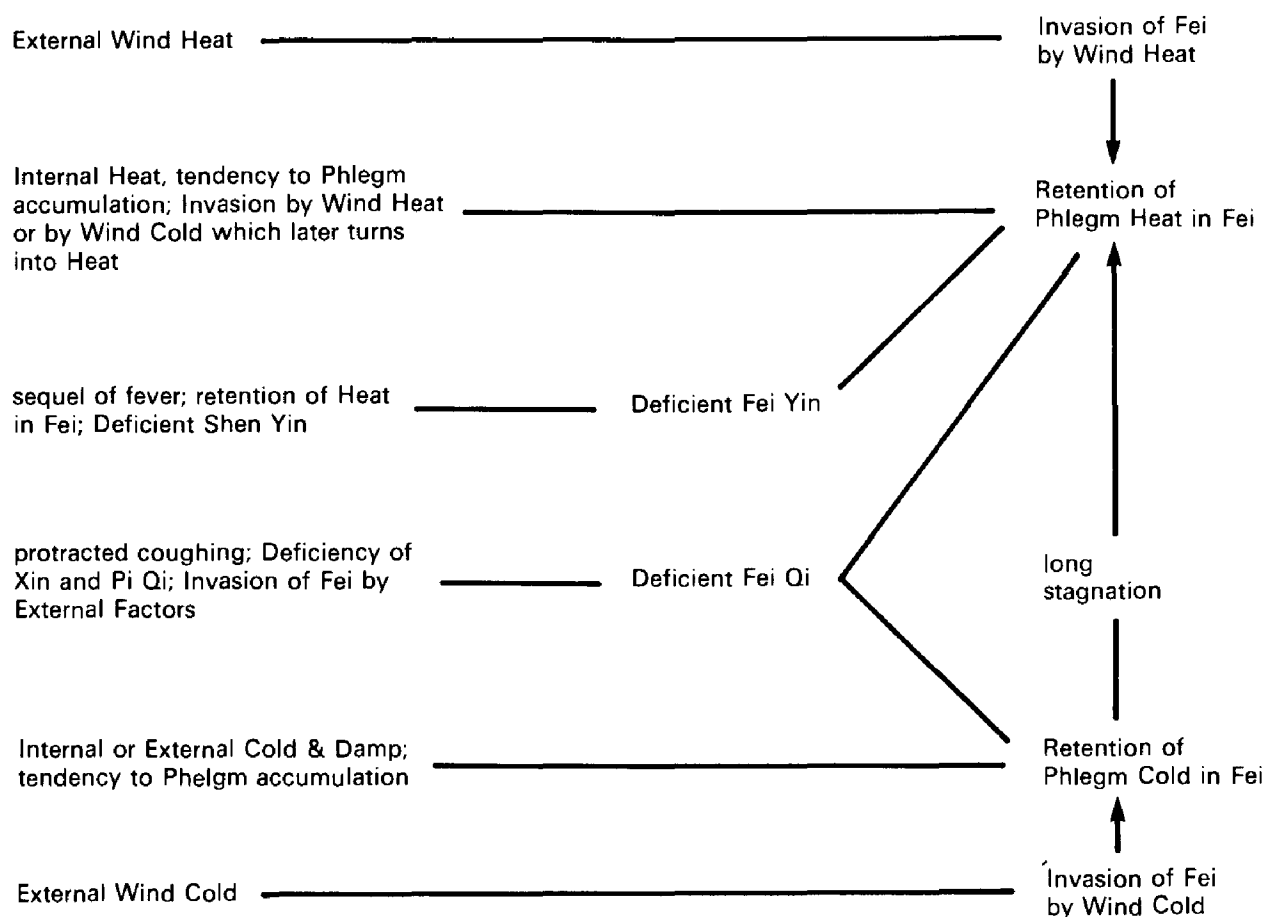 External Wind Heat
Invasion of Fei
by Wind Heat
Internal Heat, tendency to Phlegm
accumulation; Invasion by Wind Heat
or by Wind Cold which later turns
into Heat
Retention of
Phlegm Heat in Fei
sequel of fever; retention of Heat
in Fei; Deficient Shen Yin
Deficient Fei Yin
protracted coughing; Deficiency of
Xin and Pi Qi; Invasion of Fei by
External Factors
Deficient Fei Qi
long
stagnation
Internal or External Cold & Damp;
tendency to Phelgm accumulation
Retention of
Phlegm Cold in Fei
External Wind Cold
Invasion of Fei
by Wind Cold